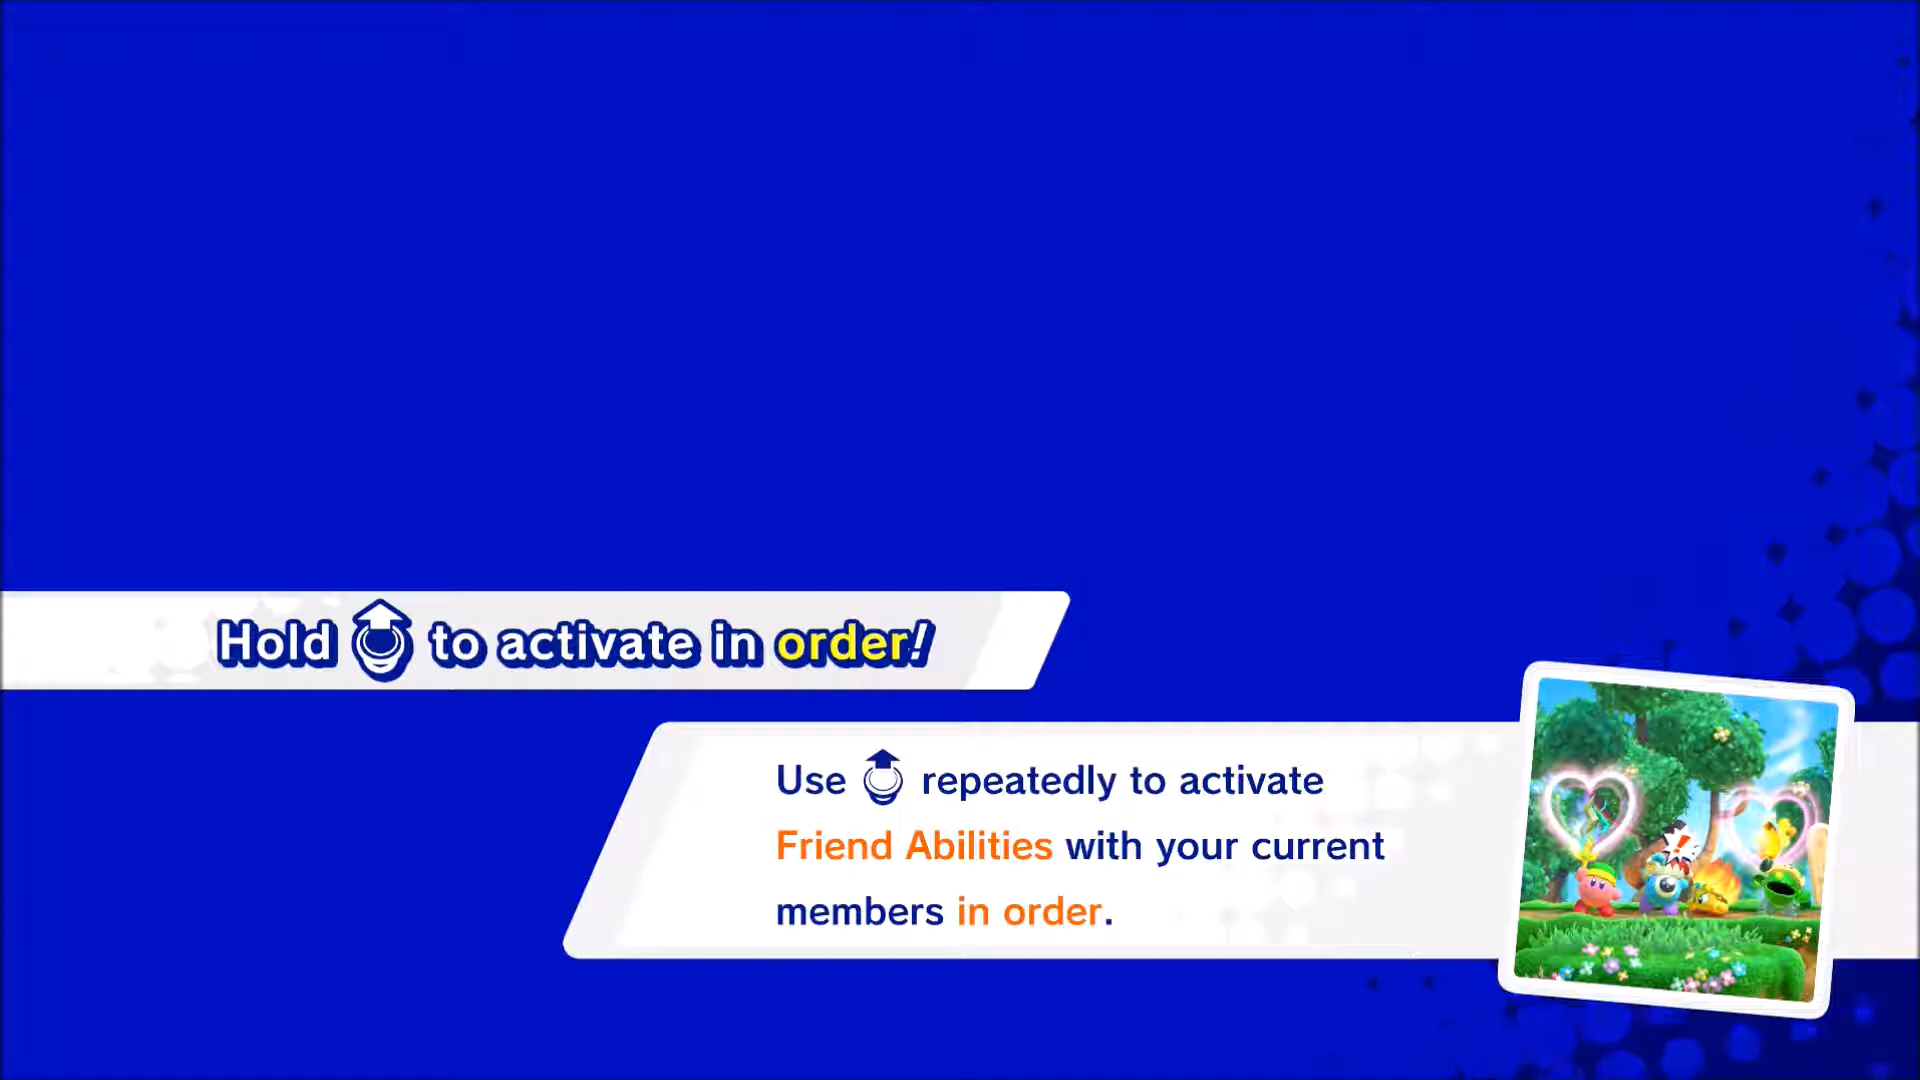 Hold to activate in order!
Use repeatedly to activate
Friend Abilities with your current
members in order.